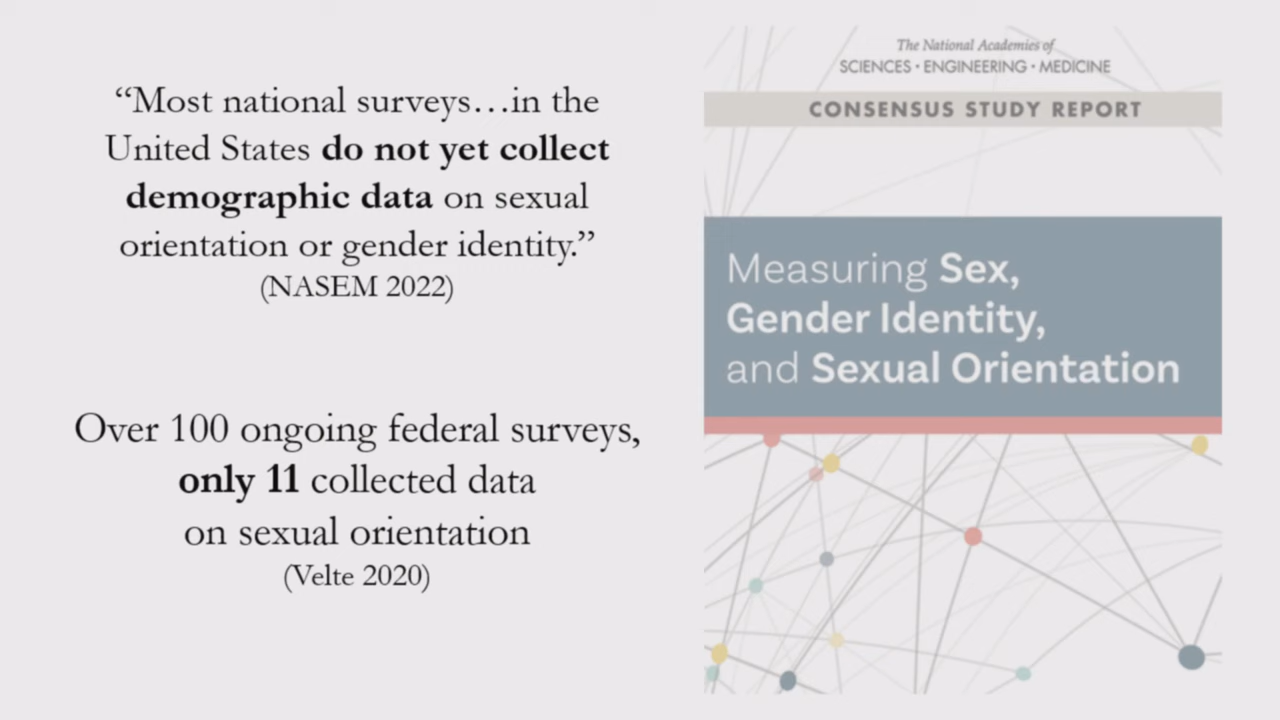 “Most national surveys…in the
United States do not yet collect
demographic data on sexual
orientation or gender identity.”
(NASEM 2022)
Over 100 ongoing federal surveys,
only 11 collected data
on sexual orientation
(Velte 2020)
The National Academies of
SCIENCES • ENGINEERING • MEDICINE
CONSENSUS STUDY REPORT
Measuring Sex,
Gender Identity,
and Sexual Orientation